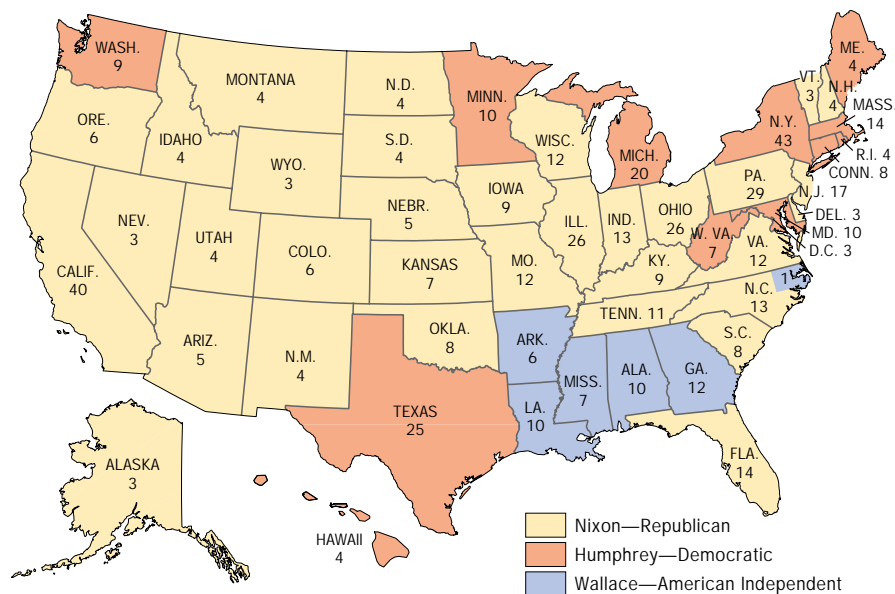 WASH.
9
ORE.
6
CALIF.
40
NEV.
3
IDAHO
4
MONTANA
4
WYO.
3
UTAH
4
COLO.
6
ARIZ.
5
N.M.
4
N.D.
4
S.D.
4
NEBR.
5
KANSAS
7
OKLA.
8
TEXAS
25
MINN.
10
IOWA
9
MO.
12
ARK.
6
LA.
10
WISC.
12
ILL.
26
MICH.
20
IND.
13
OHIO
26
KY.
9
TENN. 11
MISS.
7
ALA.
10
GA.
12
FLA.
14
S.C.
8
N.C.
13
1
VA.
12
W. VA.
7
PA.
29
N.Y.
43
VT.
3
N.H.
4
ME.
4
MASS.
14
R.I. 4
CONN. 8
N.J. 17
DEL. 3
MD. 10
D.C. 3
ALASKA
3
HAWAII
4
Nixon—Republican
Humphrey—Democratic
Wallace—American Independent